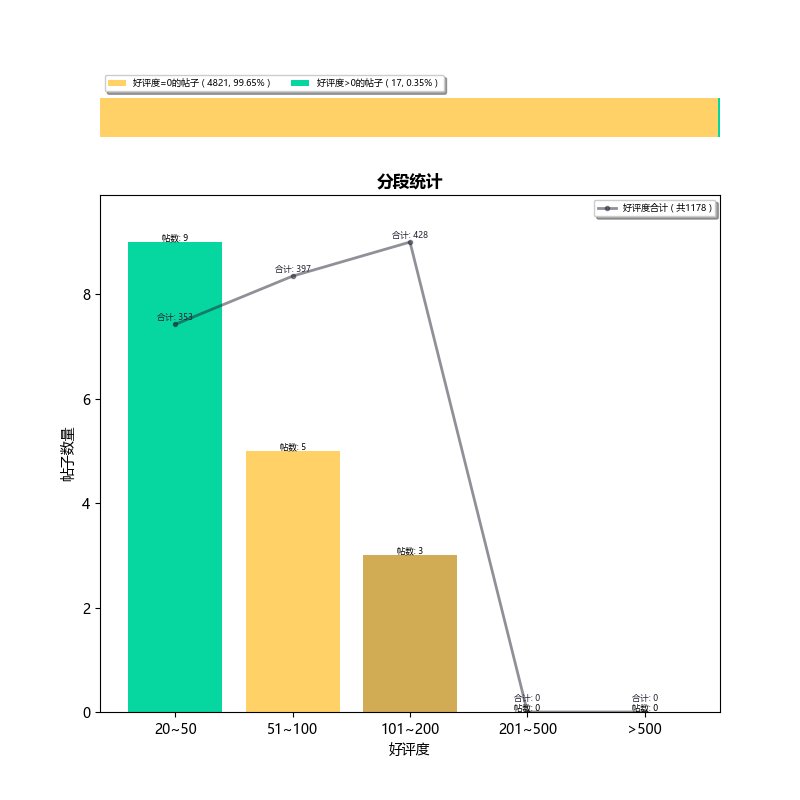 好评度=0的帖子 ( 4821, 99.65% ) 好评度>0的帖子 ( 17, 0.35% )
分段统计
好评度合计 ( 共1178 )
帖数: 9
合计: 428
合计: 397
合计: 353
帖数: 5
帖数: 3
合计: 0
帖数: 0
合计: 0
帖数: 0
8
6
4
2
0
帖子数量
20~50 51~100 101~200 201~500 >500
好评度